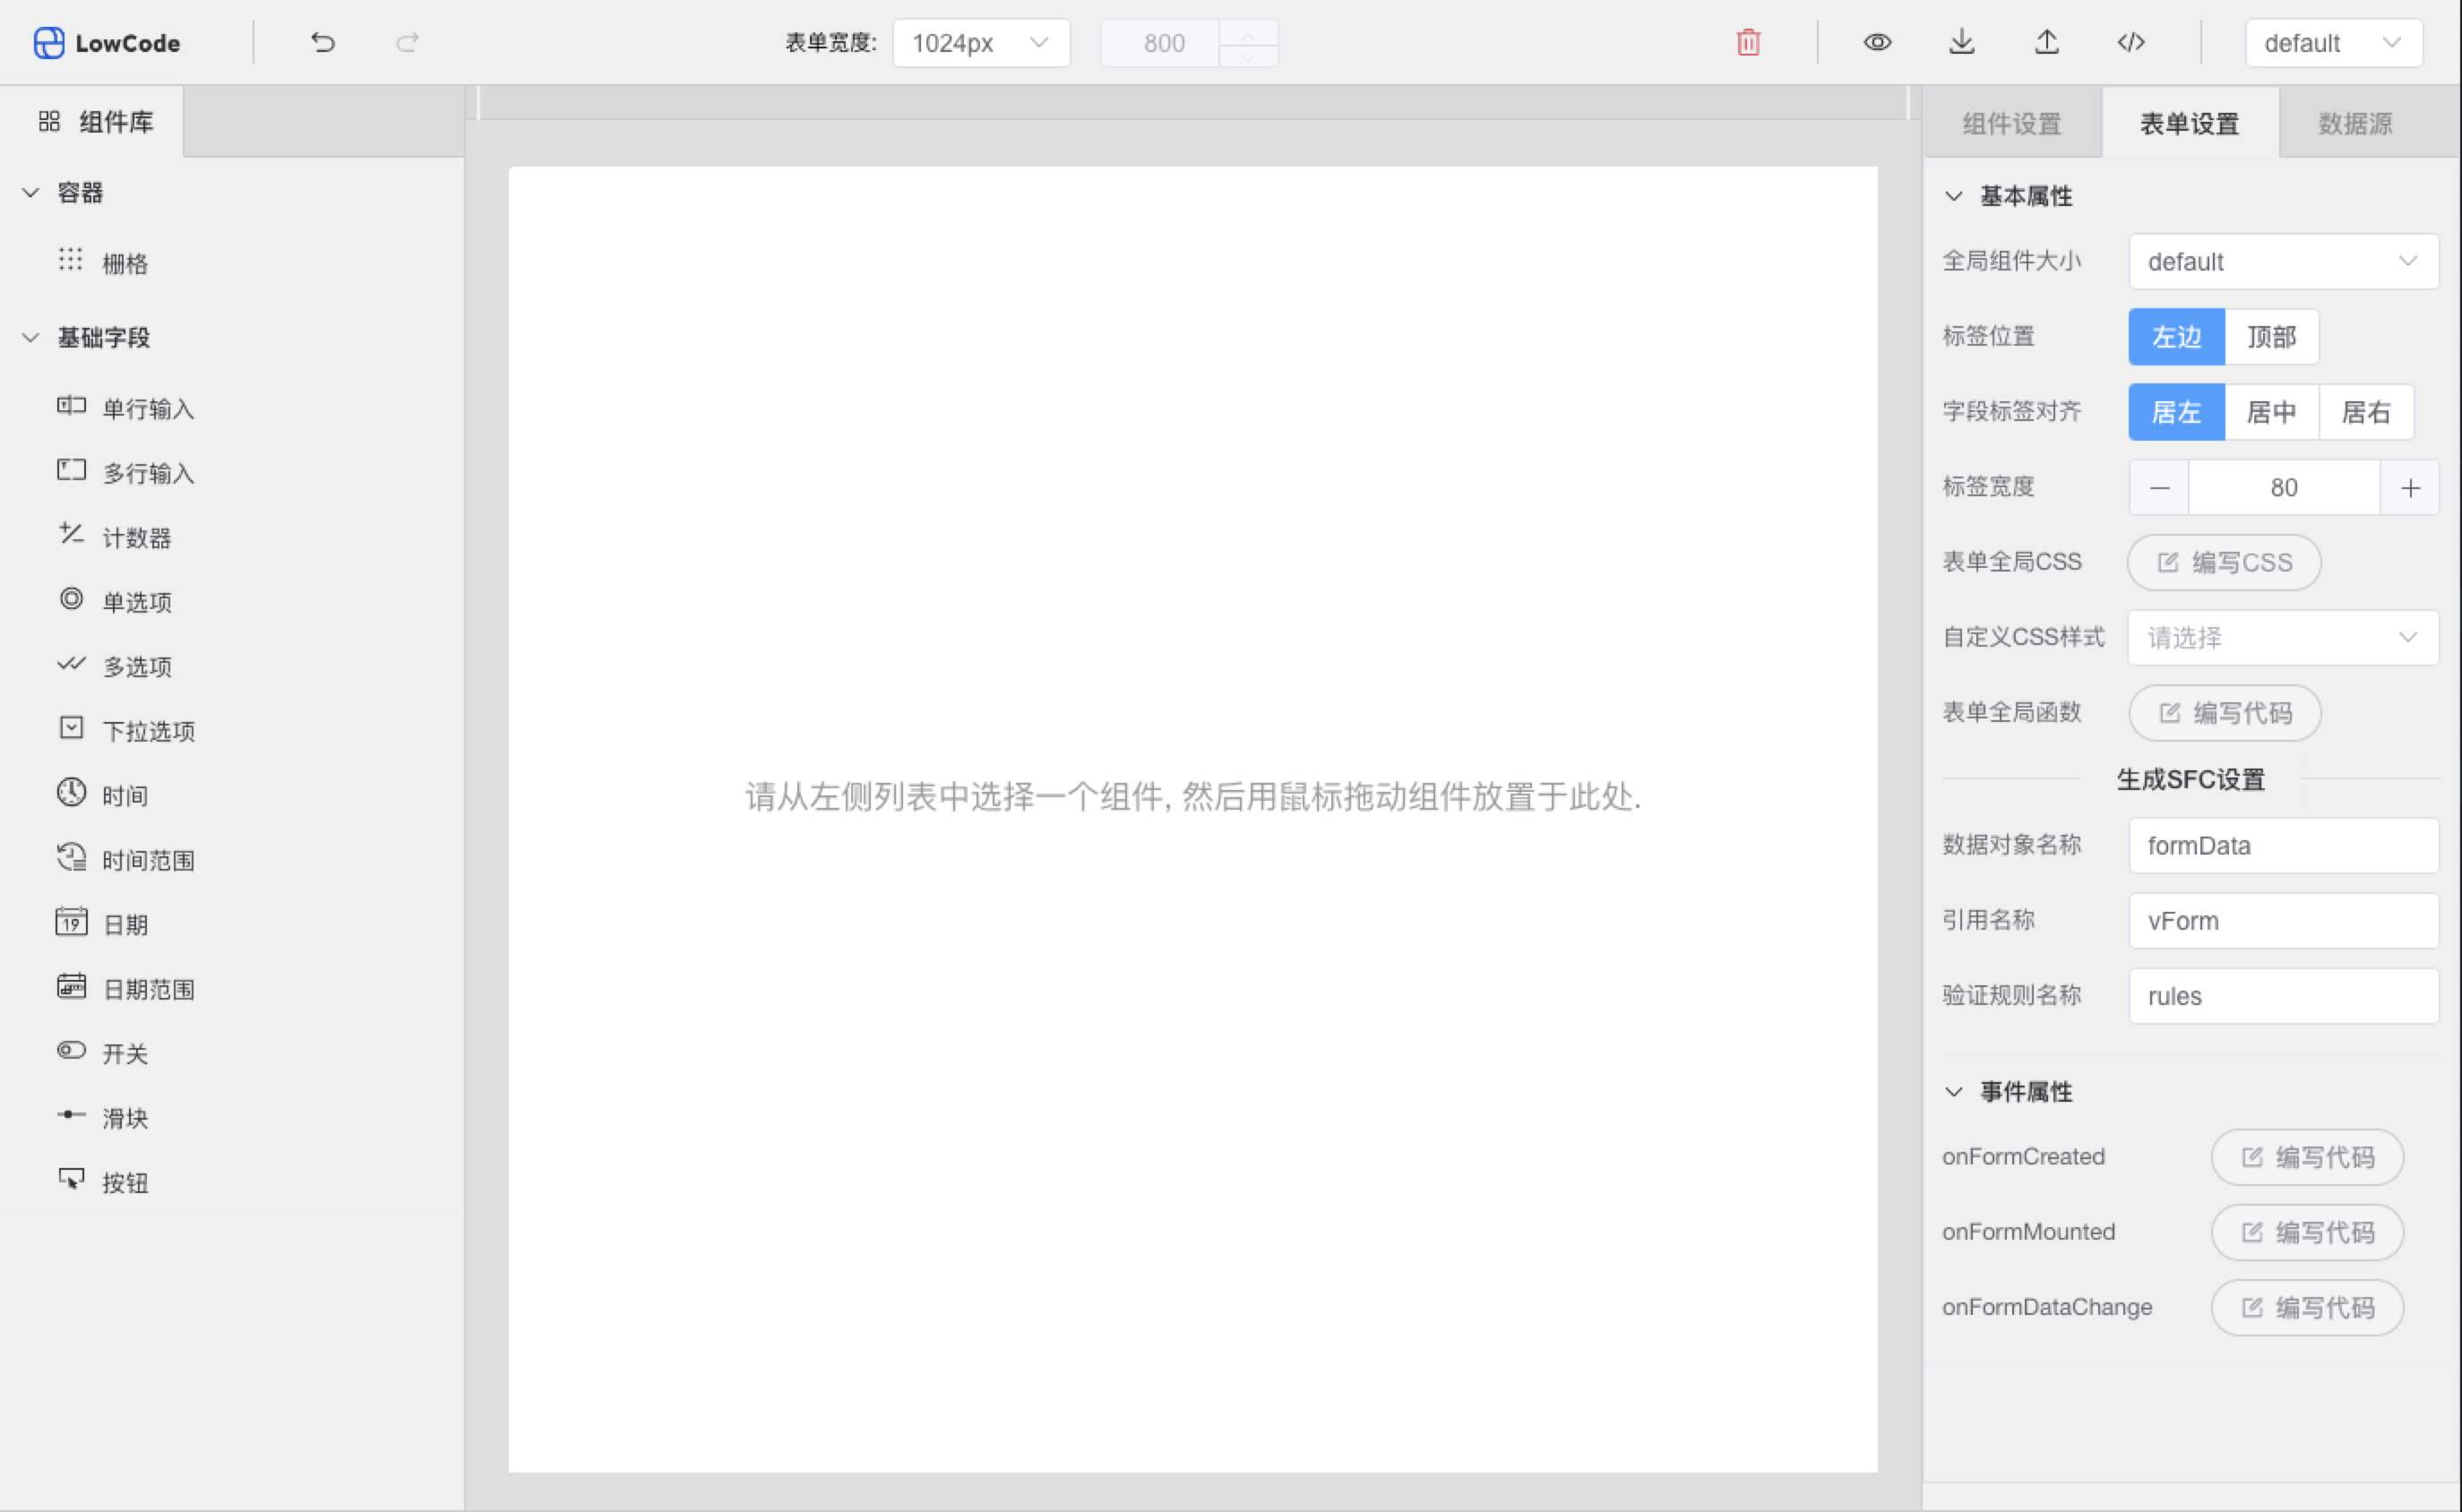 LowCode
表单宽度:
1024px
800
default
组件库
容器
栅格
基础字段
单行输入
多行输入
计数器
单选项
多选项
下拉选项
时间
时间范围
19
日期
日期范围
开关
滑块
按钮
请从左侧列表中选择一个组件, 然后用鼠标拖动组件放置于此处.
组件设置 表单设置 数据源
基本属性
全局组件大小 default
标签位置 左边 顶部
字段标签对齐 居左 居中 居右
标签宽度 — 80 +
表单全局CSS 编写CSS
自定义CSS样式 请选择
表单全局函数 编写代码
生成SFC设置
数据对象名称 formData
引用名称 vForm
验证规则名称 rules
事件属性
onFormCreated 编写代码
onFormMounted 编写代码
onFormDataChange 编写代码